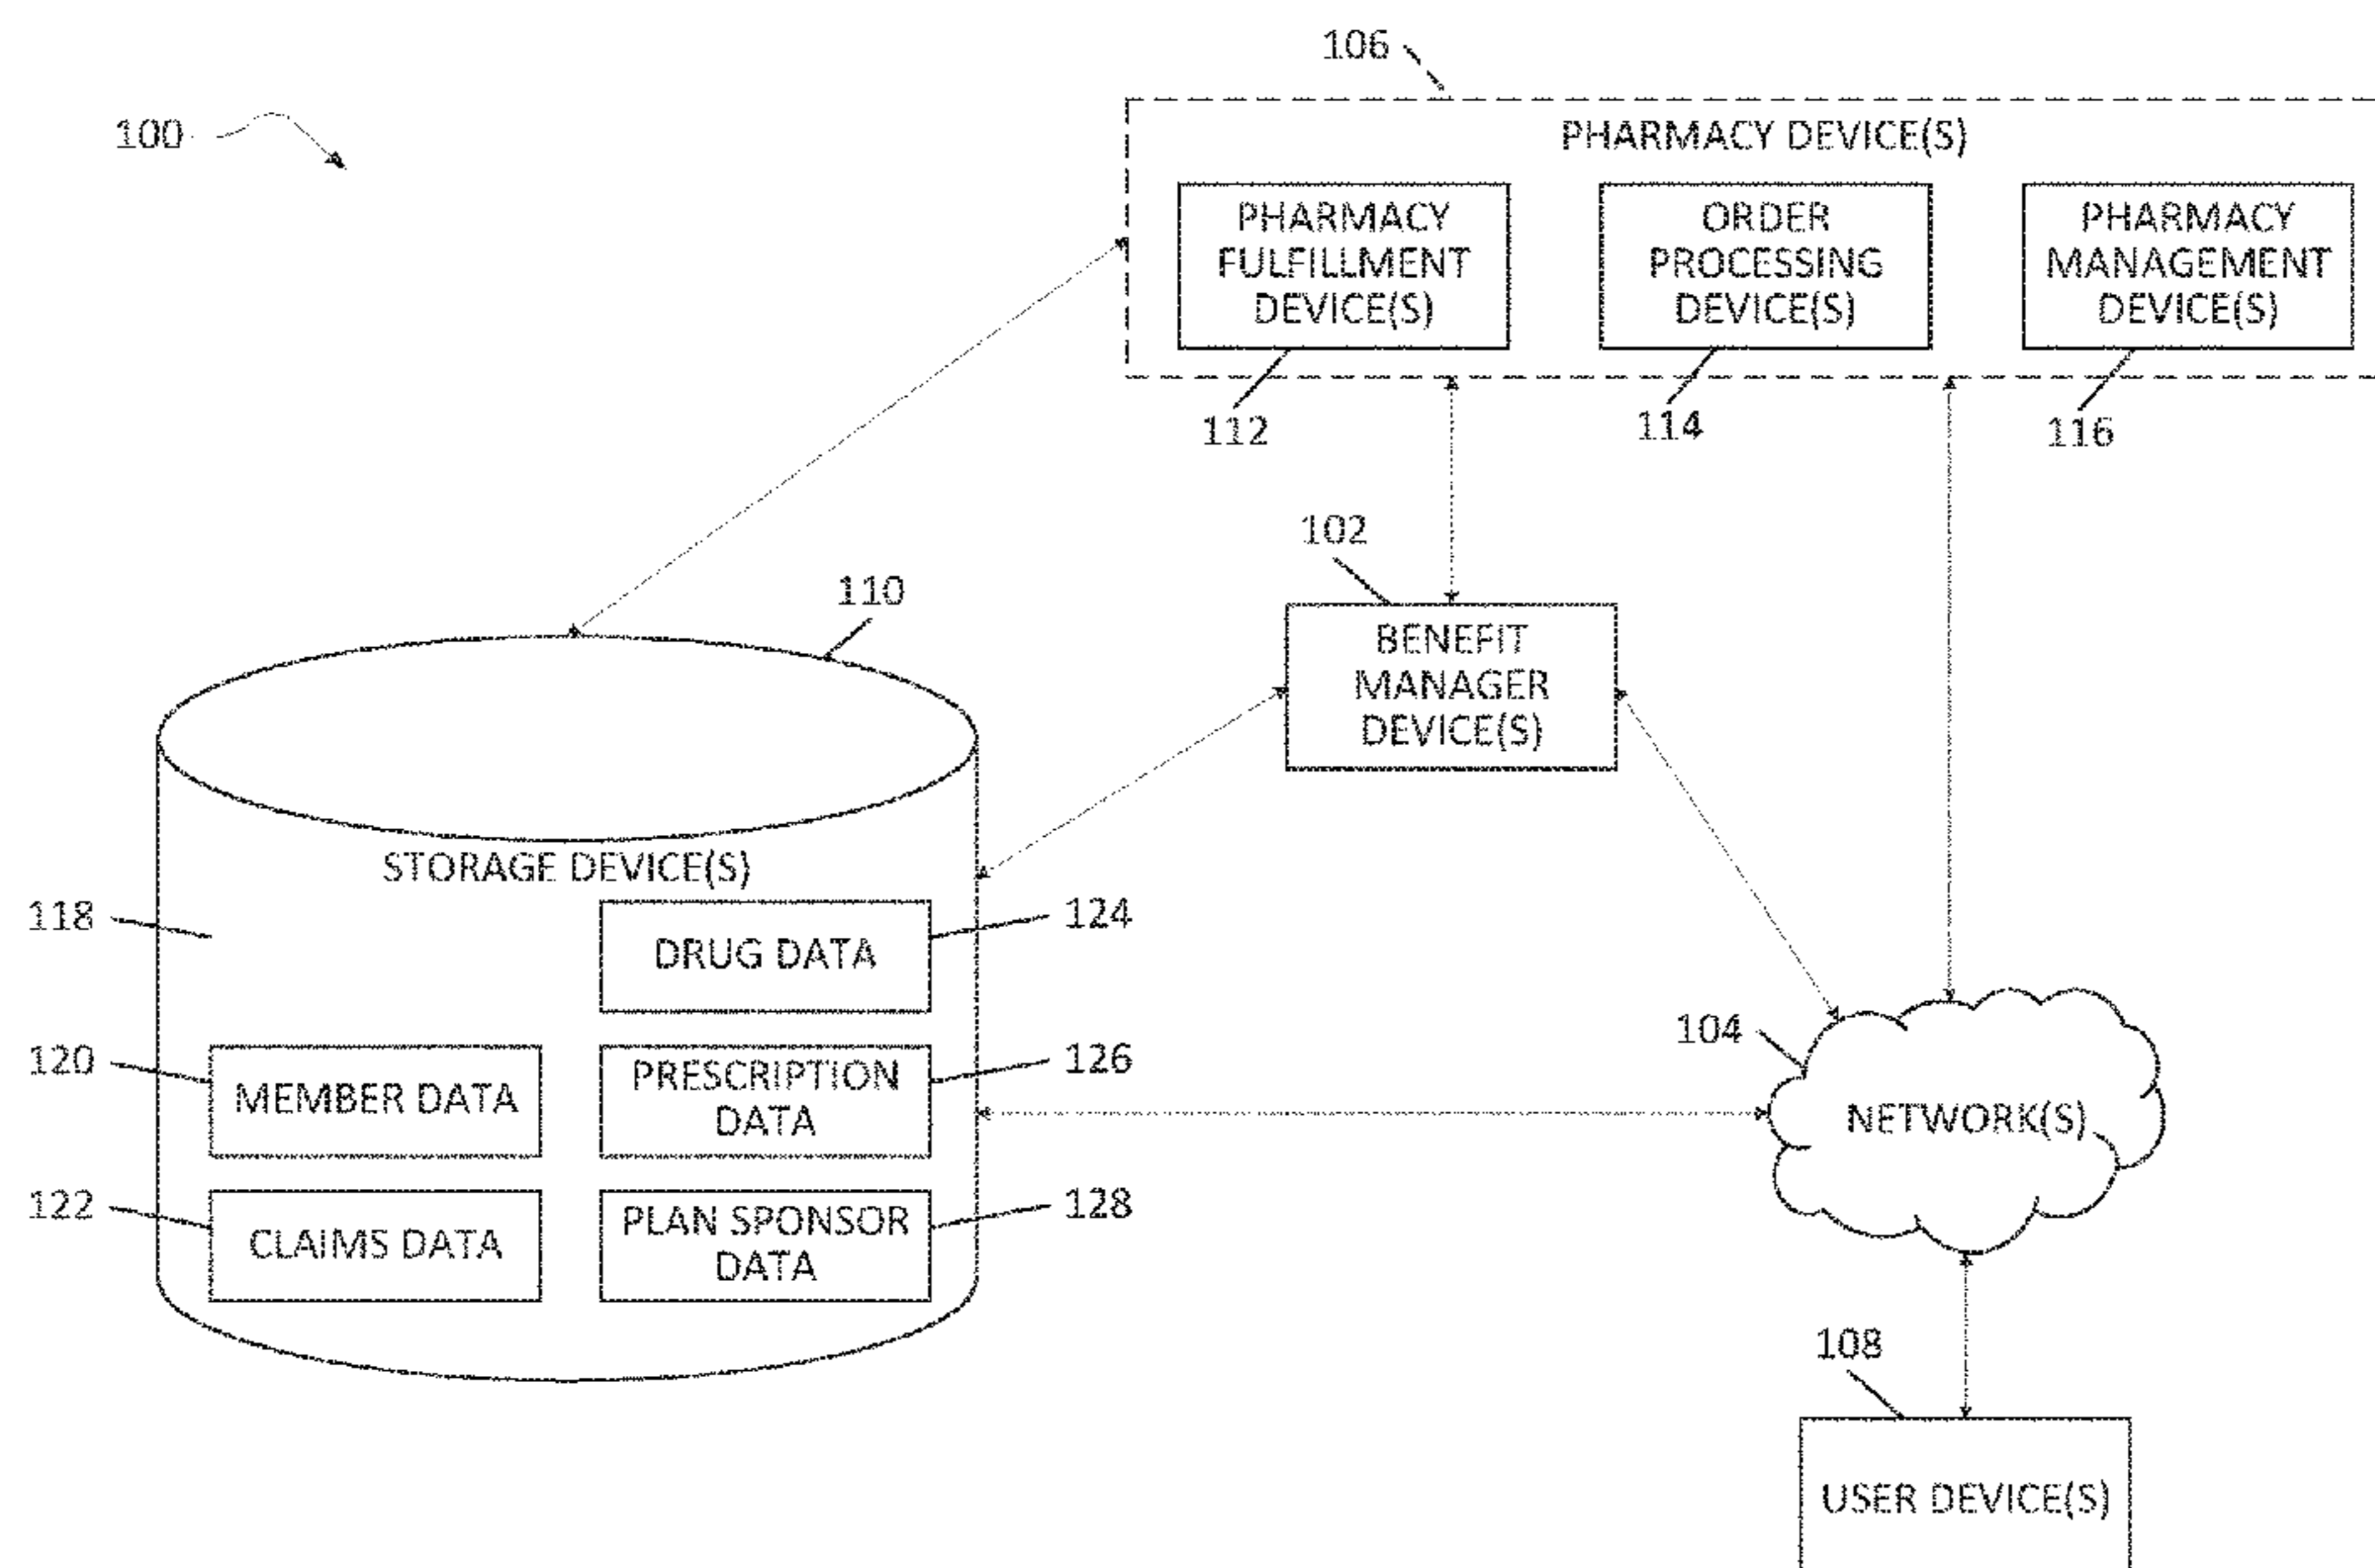 106
100
PHARMACY DEVICE(S)
PHARMACY
FULFILLMENT
DEVICE(S)
ORDER
PROCESSING
DEVICE(S)
PHARMACY
MANAGEMENT
DEVICE(S)
112
114
116
102
BENEFIT
MANAGER
DEVICE(S)
110
STORAGE DEVICE(S)
118
DRUG DATA
124
120
MEMBER DATA
PRESCRIPTION
DATA
126
122
CLAIMS DATA
PLAN SPONSOR
DATA
128
104
NETWORK(S)
108
USER DEVICE(S)